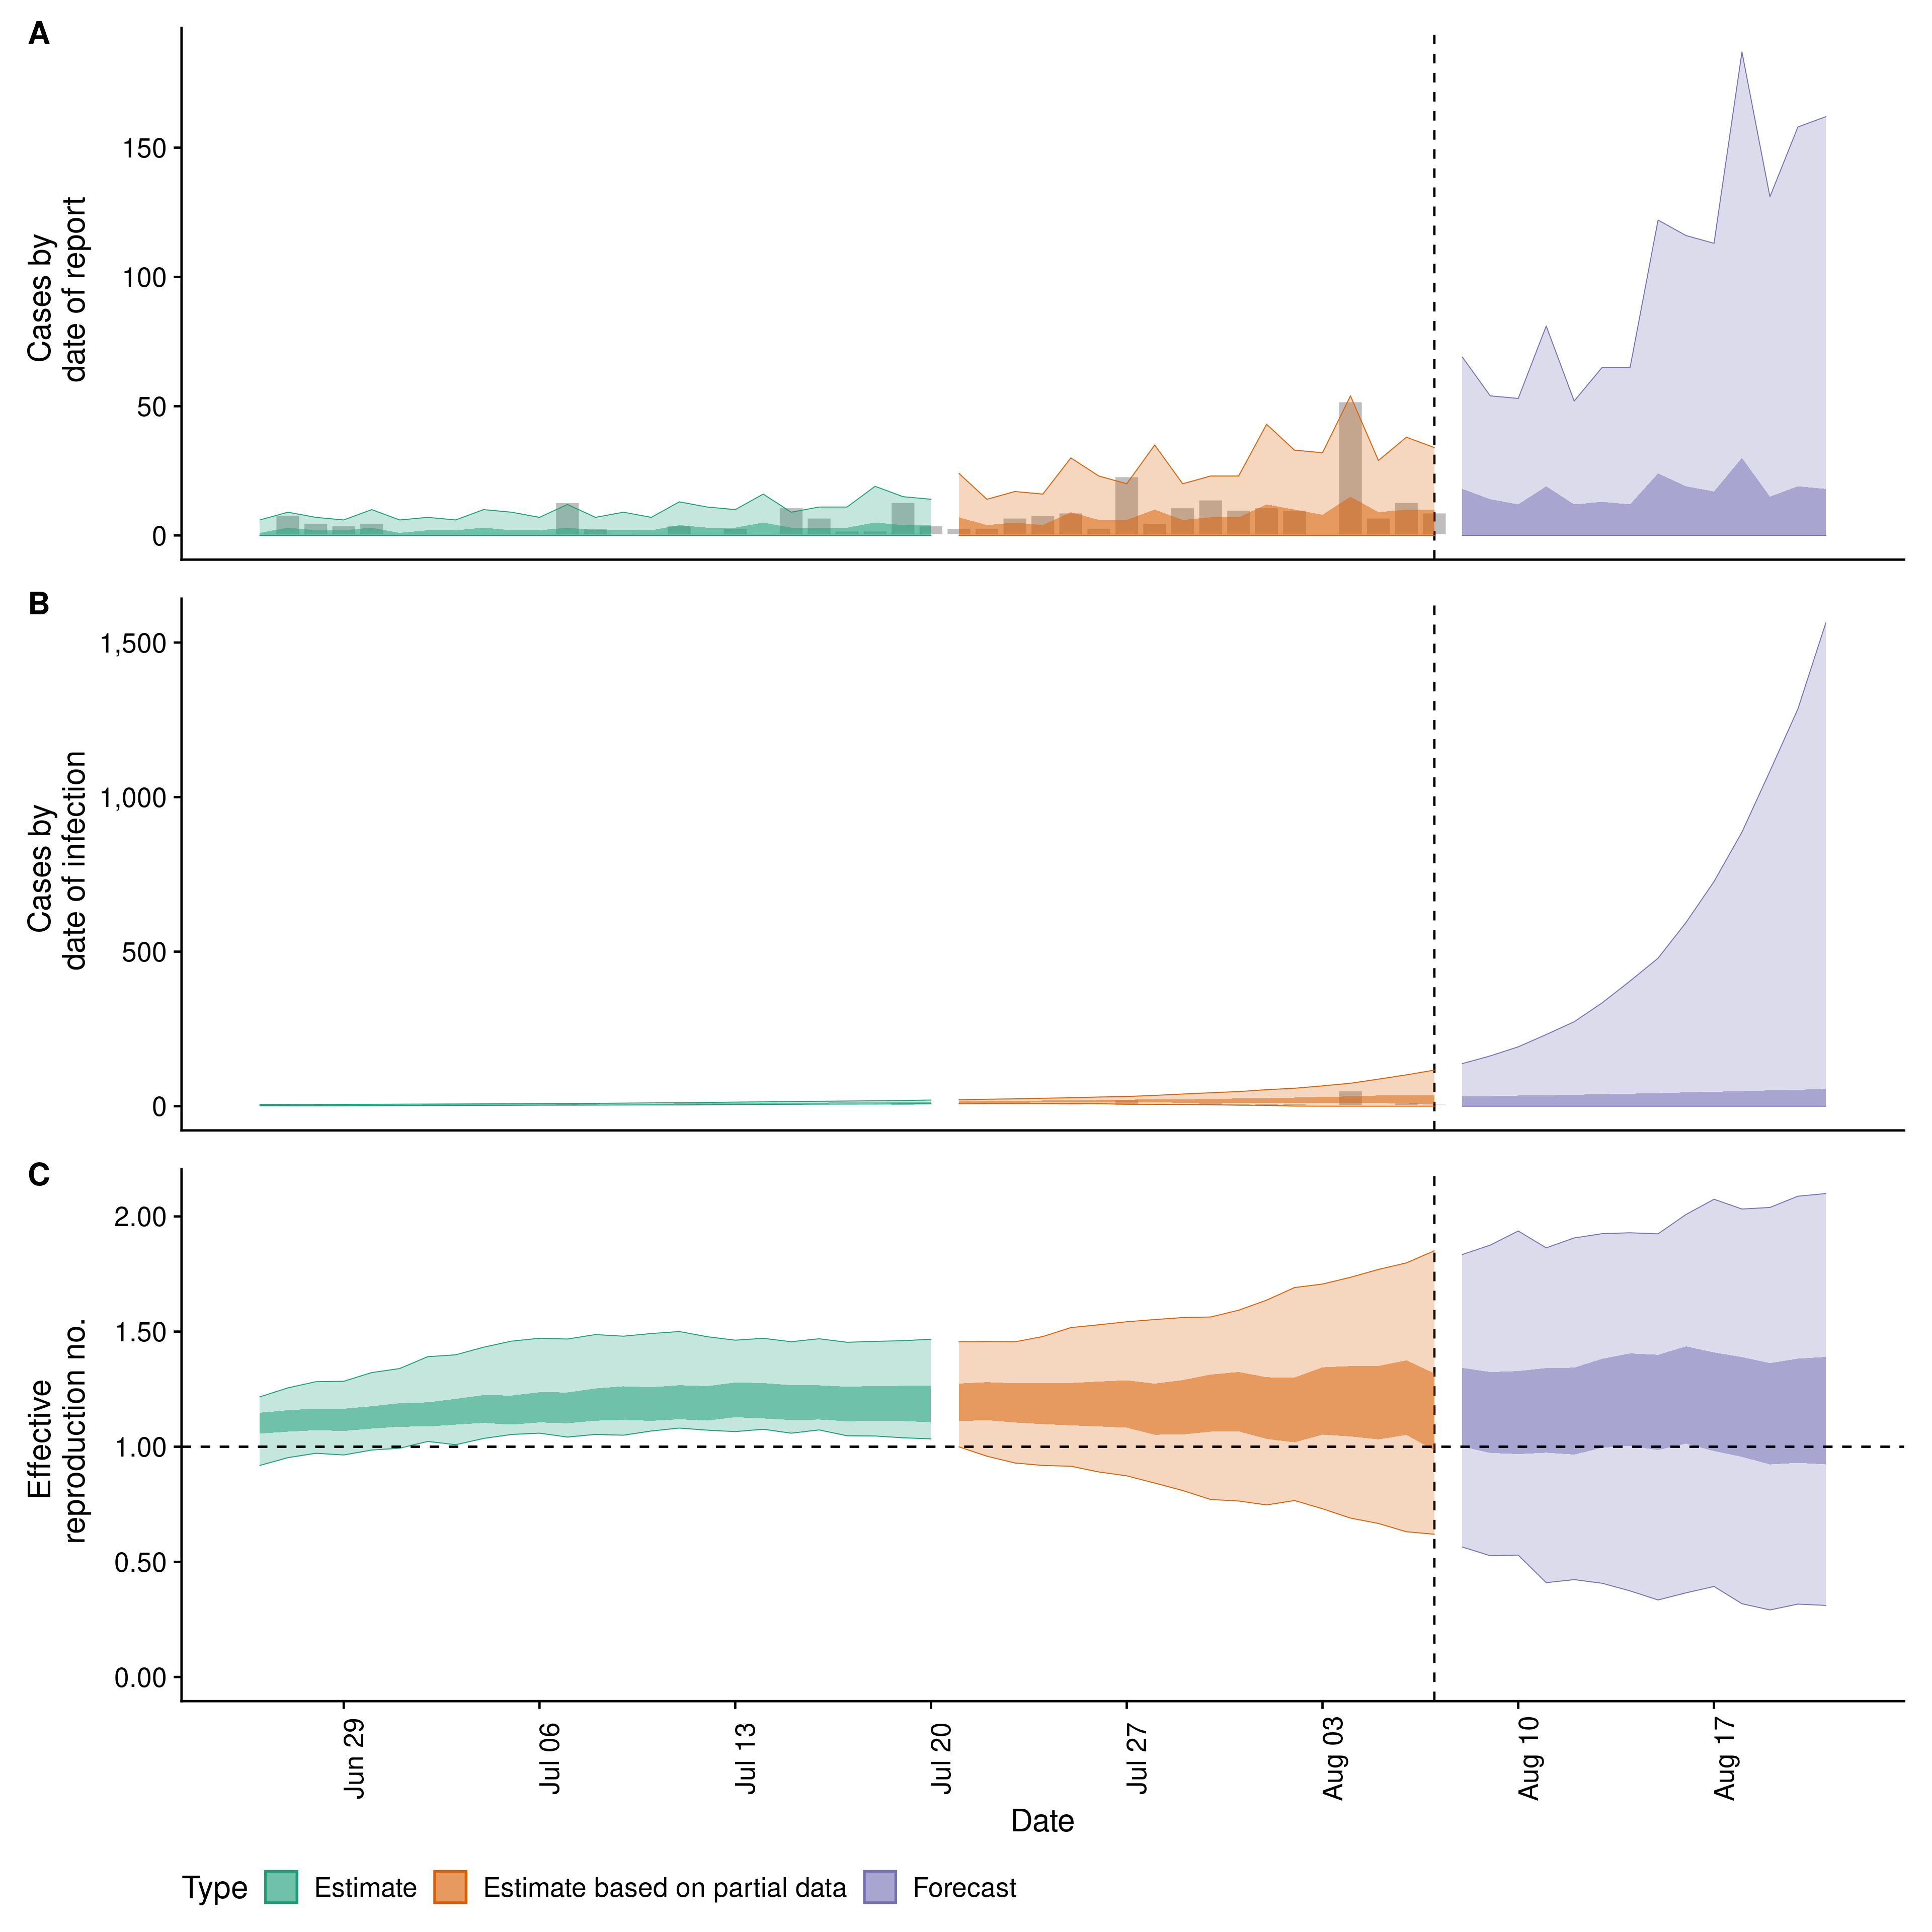 A
Cases by
date of report
150
100
50
0
B
Cases by
date of infection
1,500
1,000
500
0
C
Effective
reproduction no.
2.00
1.50
1.00
0.50
0.00
Jun 29
Jul 06
Jul 13
Jul 20
Jul 27
Aug 03
Aug 10
Aug 17
Date
Type Estimate Estimate based on partial data Forecast